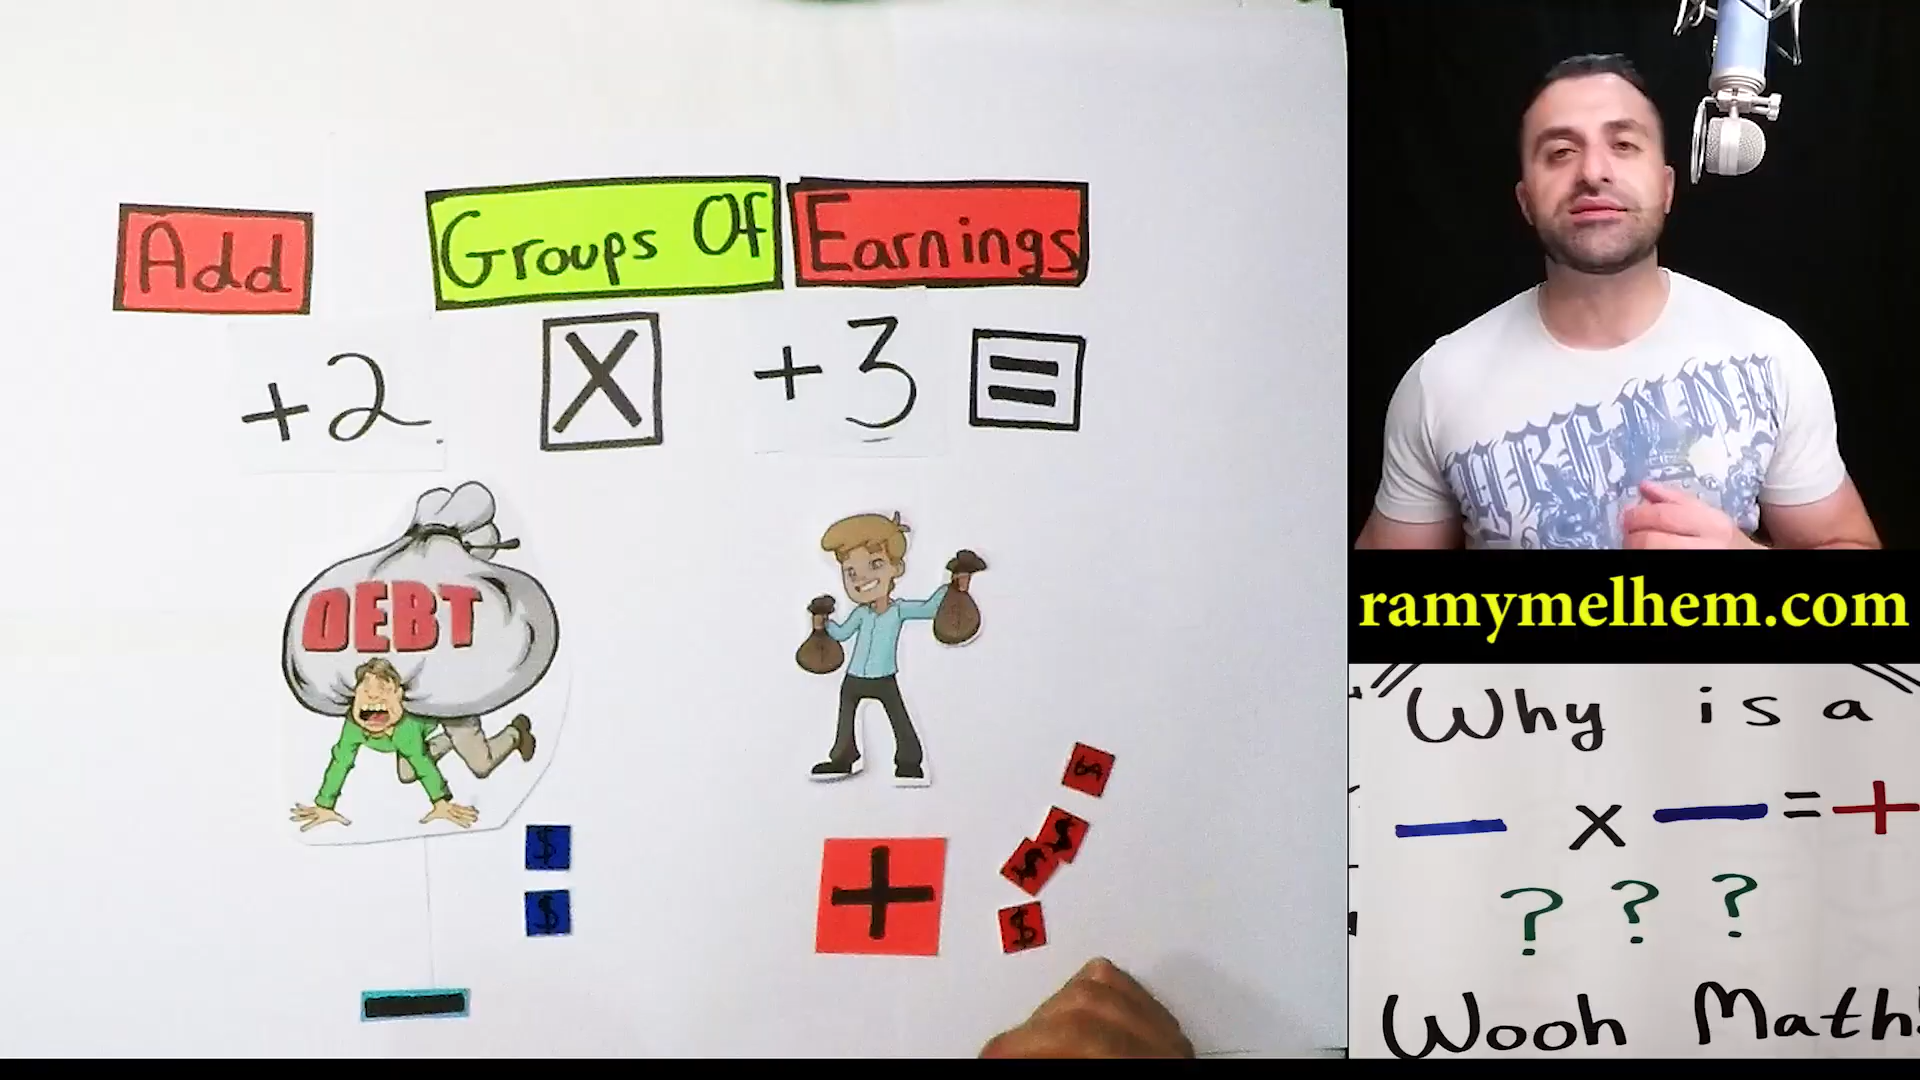 Add Groups Of Earnings
+2 X +3 =
DEBT
$
$
+
$
$
$
$
−
ramymelhem.com
Why is a
− x − = +
? ? ?
Wooh Math!